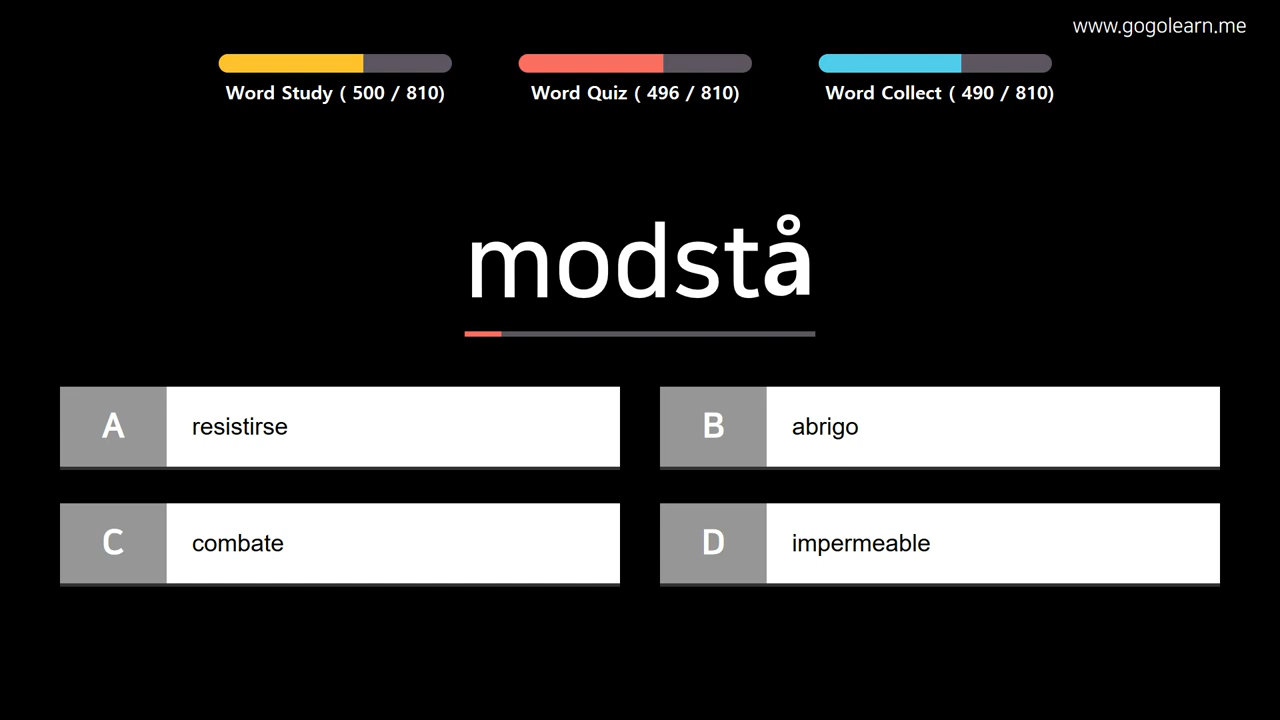 www.gogolearn.me
Word Study ( 500 / 810)
Word Quiz ( 496 / 810)
Word Collect ( 490 / 810)
modstå
A resistirse
B abrigo
C combate
D impermeable